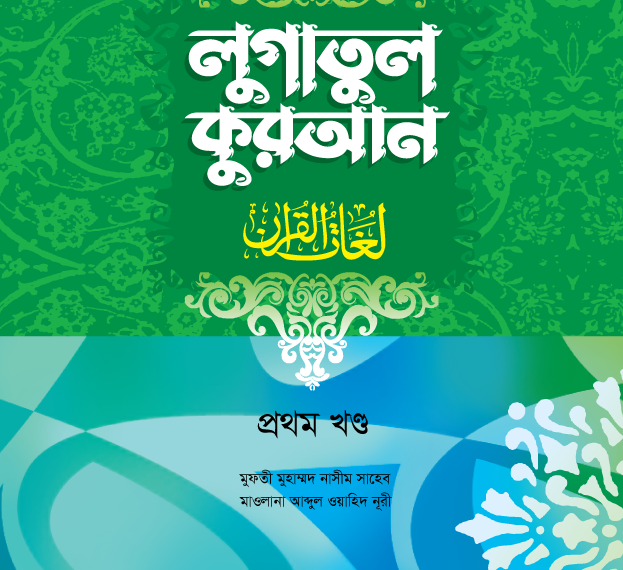 লুগাতুল
কুরআন
لغات القرآن
প্রথম খণ্ড
মুফতী মুহাম্মদ নাসীম সাহেব
মাওলানা আব্দুল ওয়াহিদ নূরী